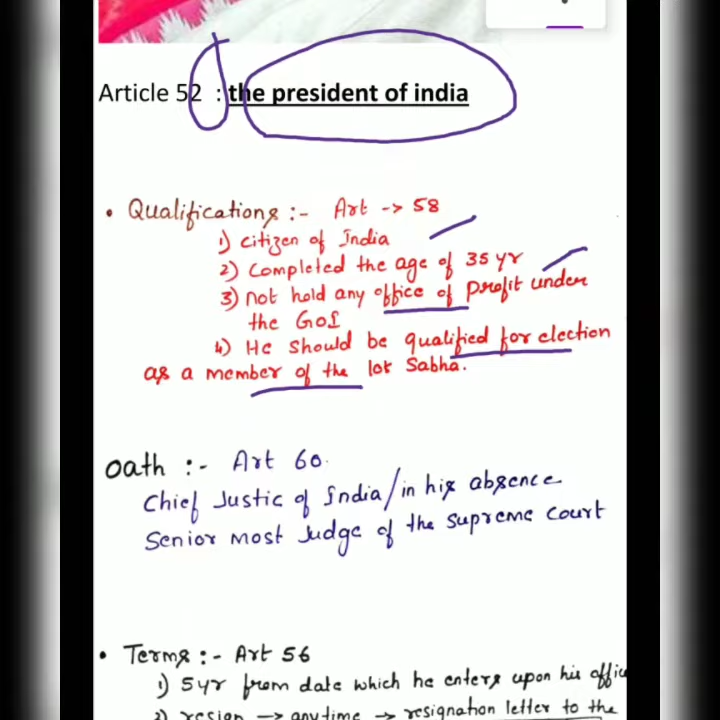 Article 52 : the president of india
• Qualifications :- Art -> 58
1) citizen of India
2) completed the age of 35 yr
3) not hold any office of profit under
the GoI
4) He should be qualified for election
as a member of the lok Sabha.
Oath :- Art 60.
Chief Justic of India/in his absence
Senior most Judge of the supreme court
• Terms :- Art 56
1) 5yr from date which he enters upon his offic
2) resign -> anytime -> resignation letter to the